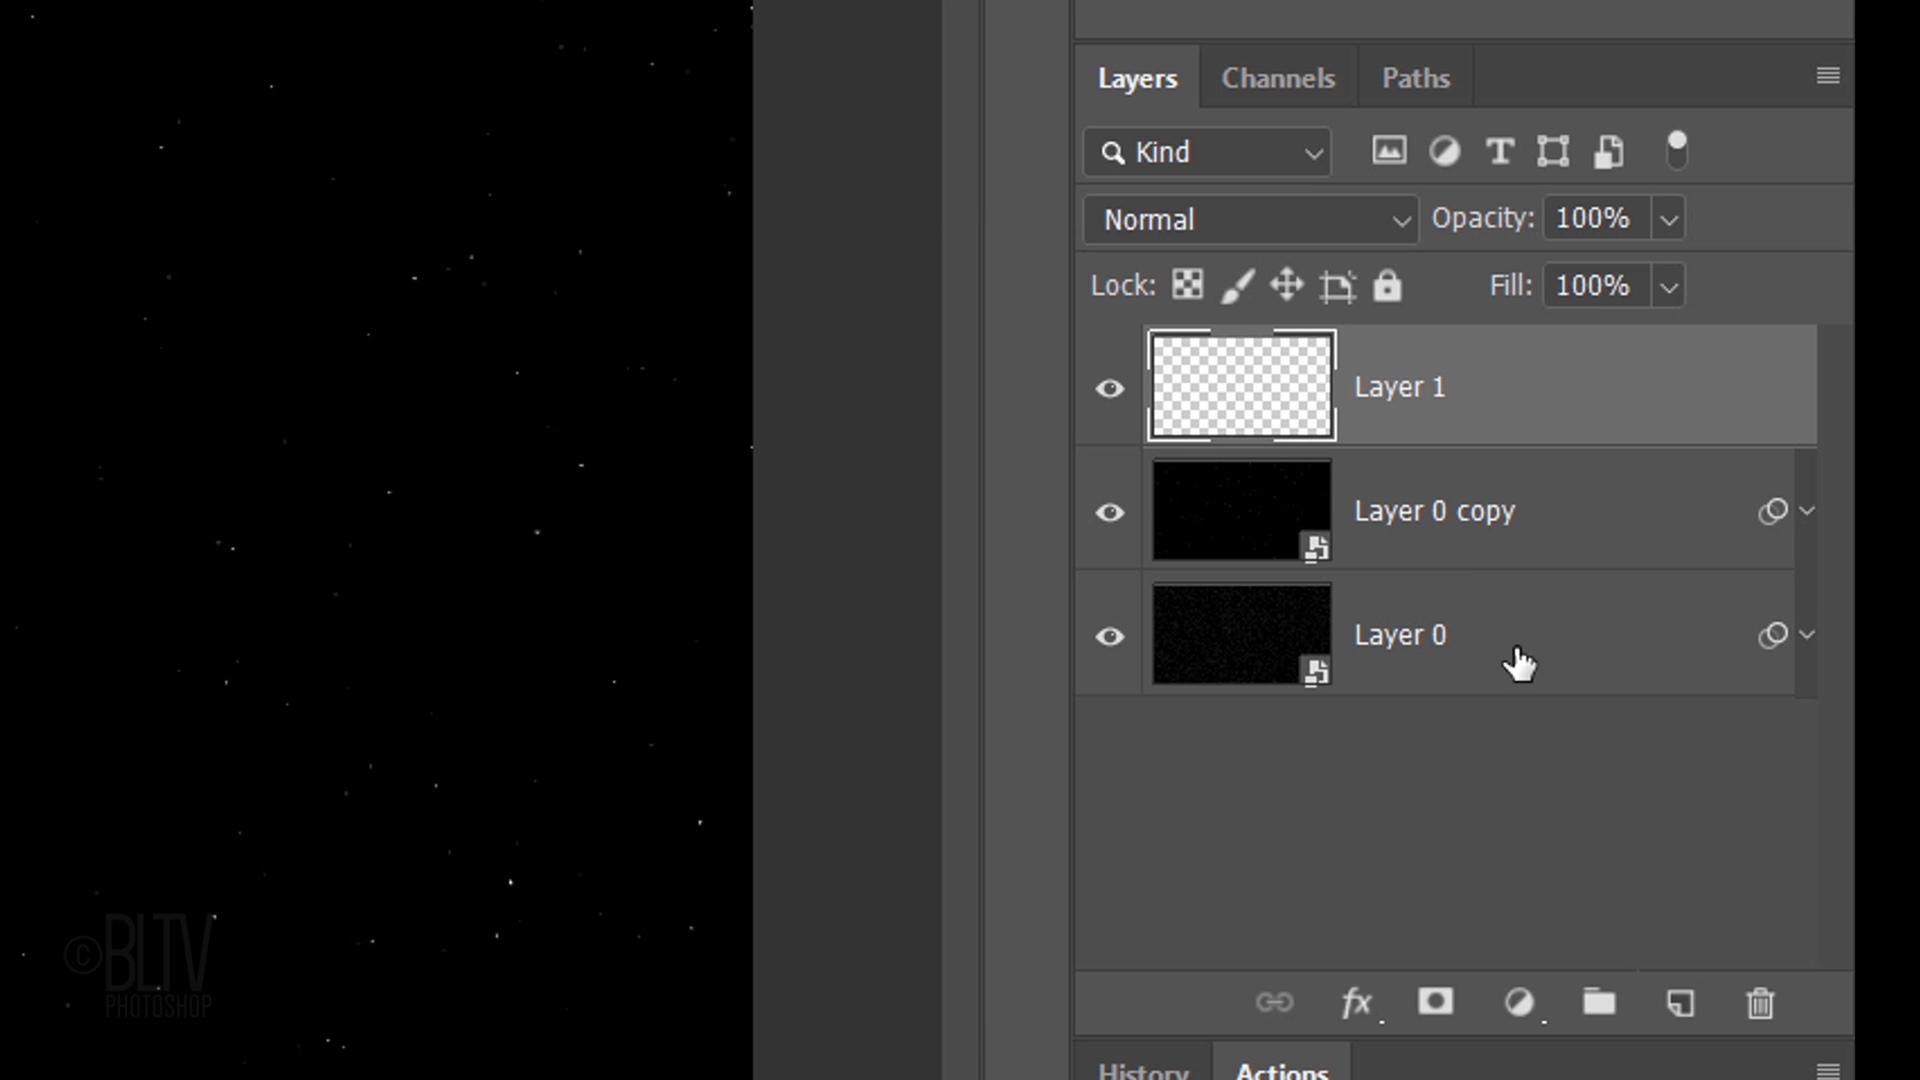 Layers Channels Paths
Kind
Normal Opacity: 100%
Lock: Fill: 100%
Layer 1
Layer 0 copy
Layer 0
fx
©BLTV
PHOTOSHOP
History Actions